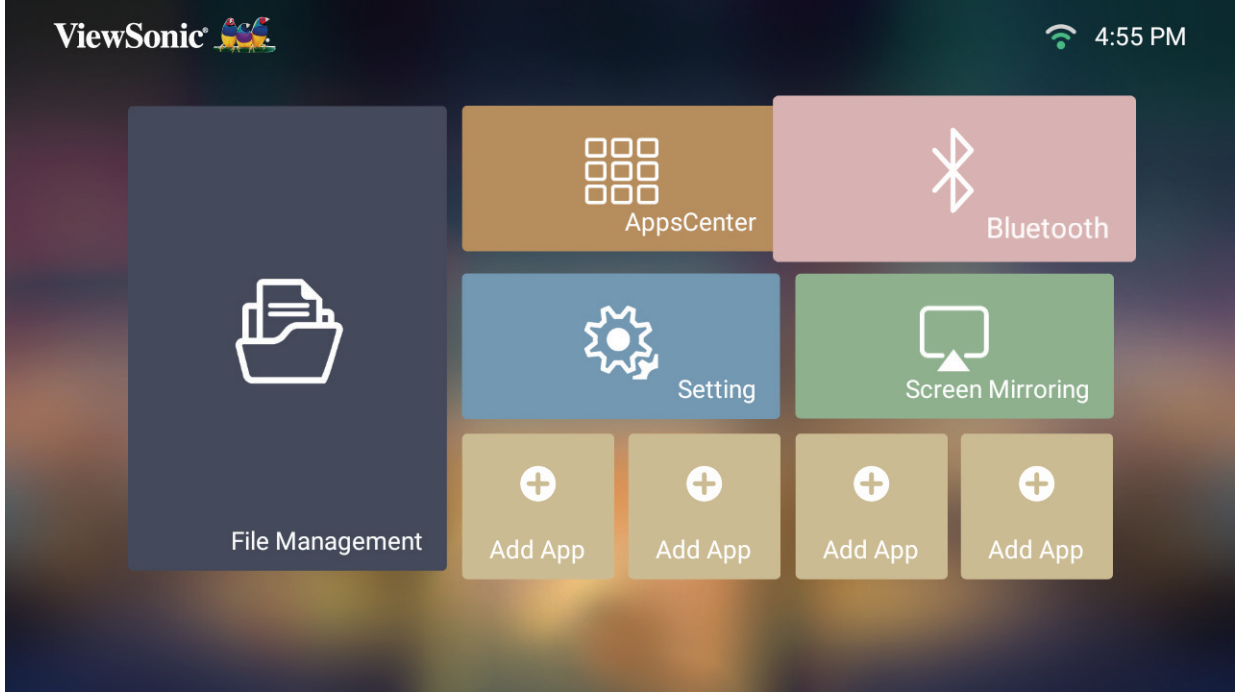 ViewSonic®
4:55 PM
AppsCenter
Bluetooth
Setting
Screen Mirroring
File Management
Add App
Add App
Add App
Add App